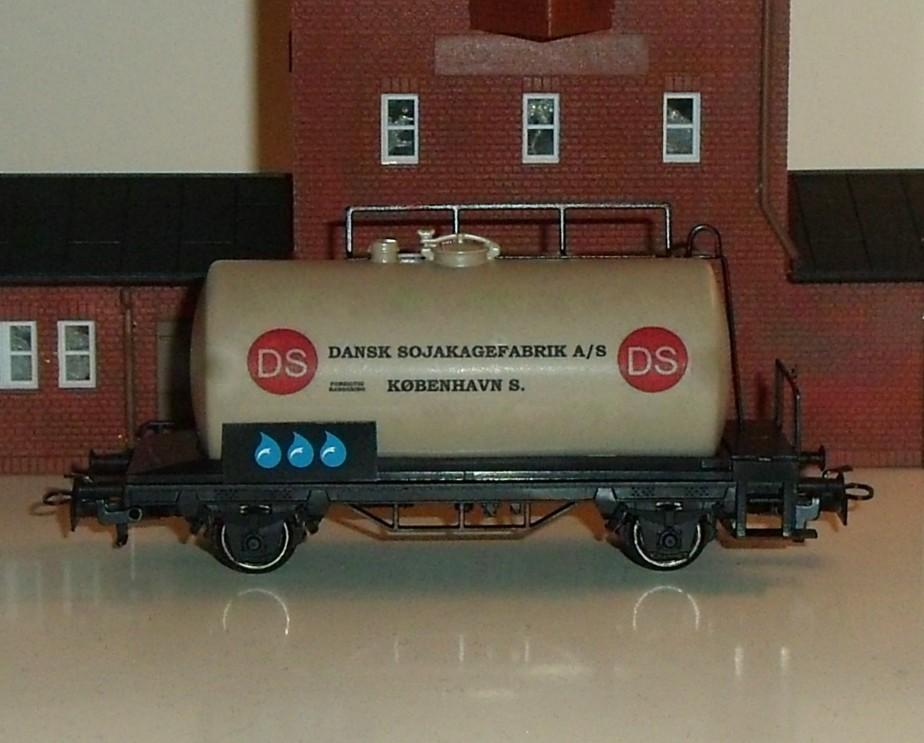 DS
DANSK SOJAKAGEFABRIK A/S
KØBENHAVN S.
DS